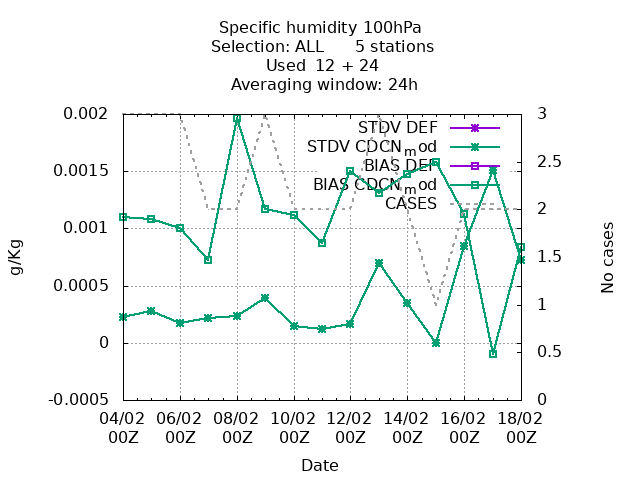 Specific humidity 100hPa
Selection: ALL 5 stations
Used 12 + 24
Averaging window: 24h
STDV DEF
STDV CDCNmod
BIAS DEF
BIAS CDCNmod
CASES
0.002
0.0015
0.001
0.0005
0
-0.0005
g/Kg
3
2.5
2
1.5
1
0.5
0
No cases
04/02 06/02 08/02 10/02 12/02 14/02 16/02 18/02
00Z 00Z 00Z 00Z 00Z 00Z 00Z 00Z
Date